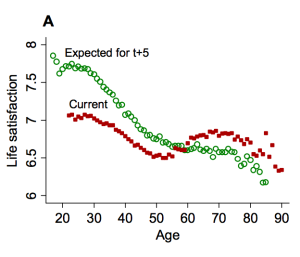 A
Expected for t+5
Current
Life satisfaction
8
7.5
7
6.5
6
20 30 40 50 60 70 80 90
Age